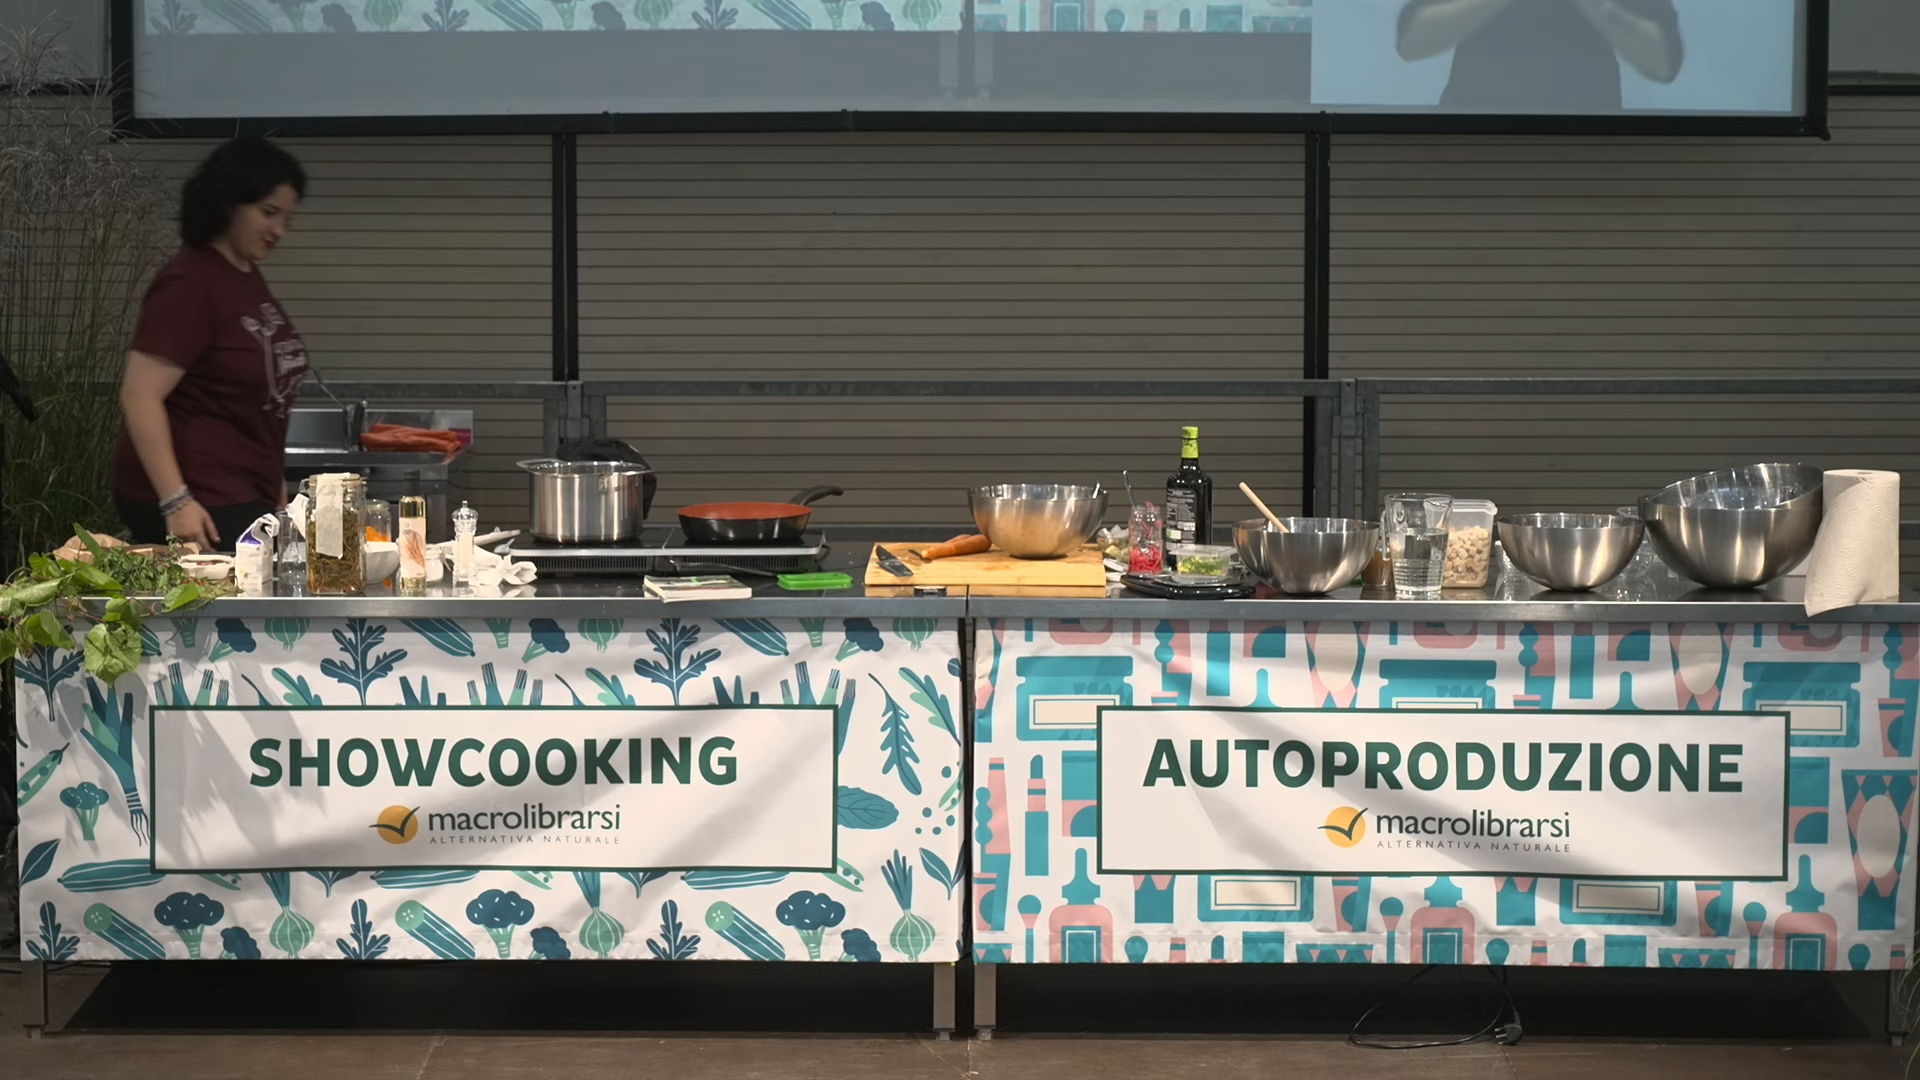 SHOWCOOKING
macrolibrarsi
ALTERNATIVA NATURALE
AUTOPRODUZIONE
macrolibrarsi
ALTERNATIVA NATURALE